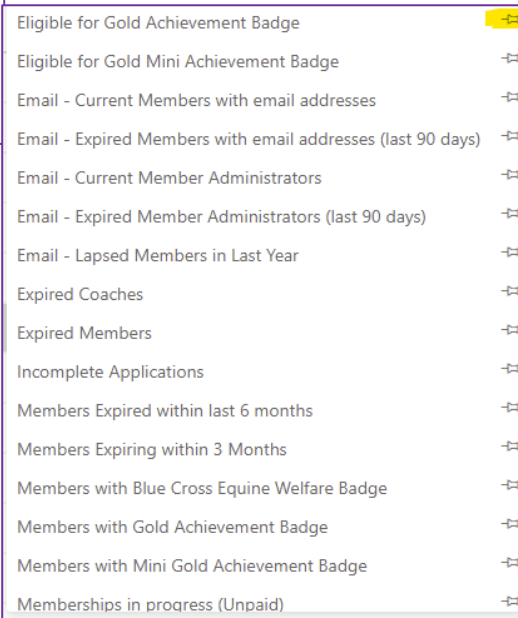 Eligible for Gold Achievement Badge
Eligible for Gold Mini Achievement Badge
Email - Current Members with email addresses
Email - Expired Members with email addresses (last 90 days)
Email - Current Member Administrators
Email - Expired Member Administrators (last 90 days)
Email - Lapsed Members in Last Year
Expired Coaches
Expired Members
Incomplete Applications
Members Expired within last 6 months
Members Expiring within 3 Months
Members with Blue Cross Equine Welfare Badge
Members with Gold Achievement Badge
Members with Mini Gold Achievement Badge
Memberships in progress (Unpaid)